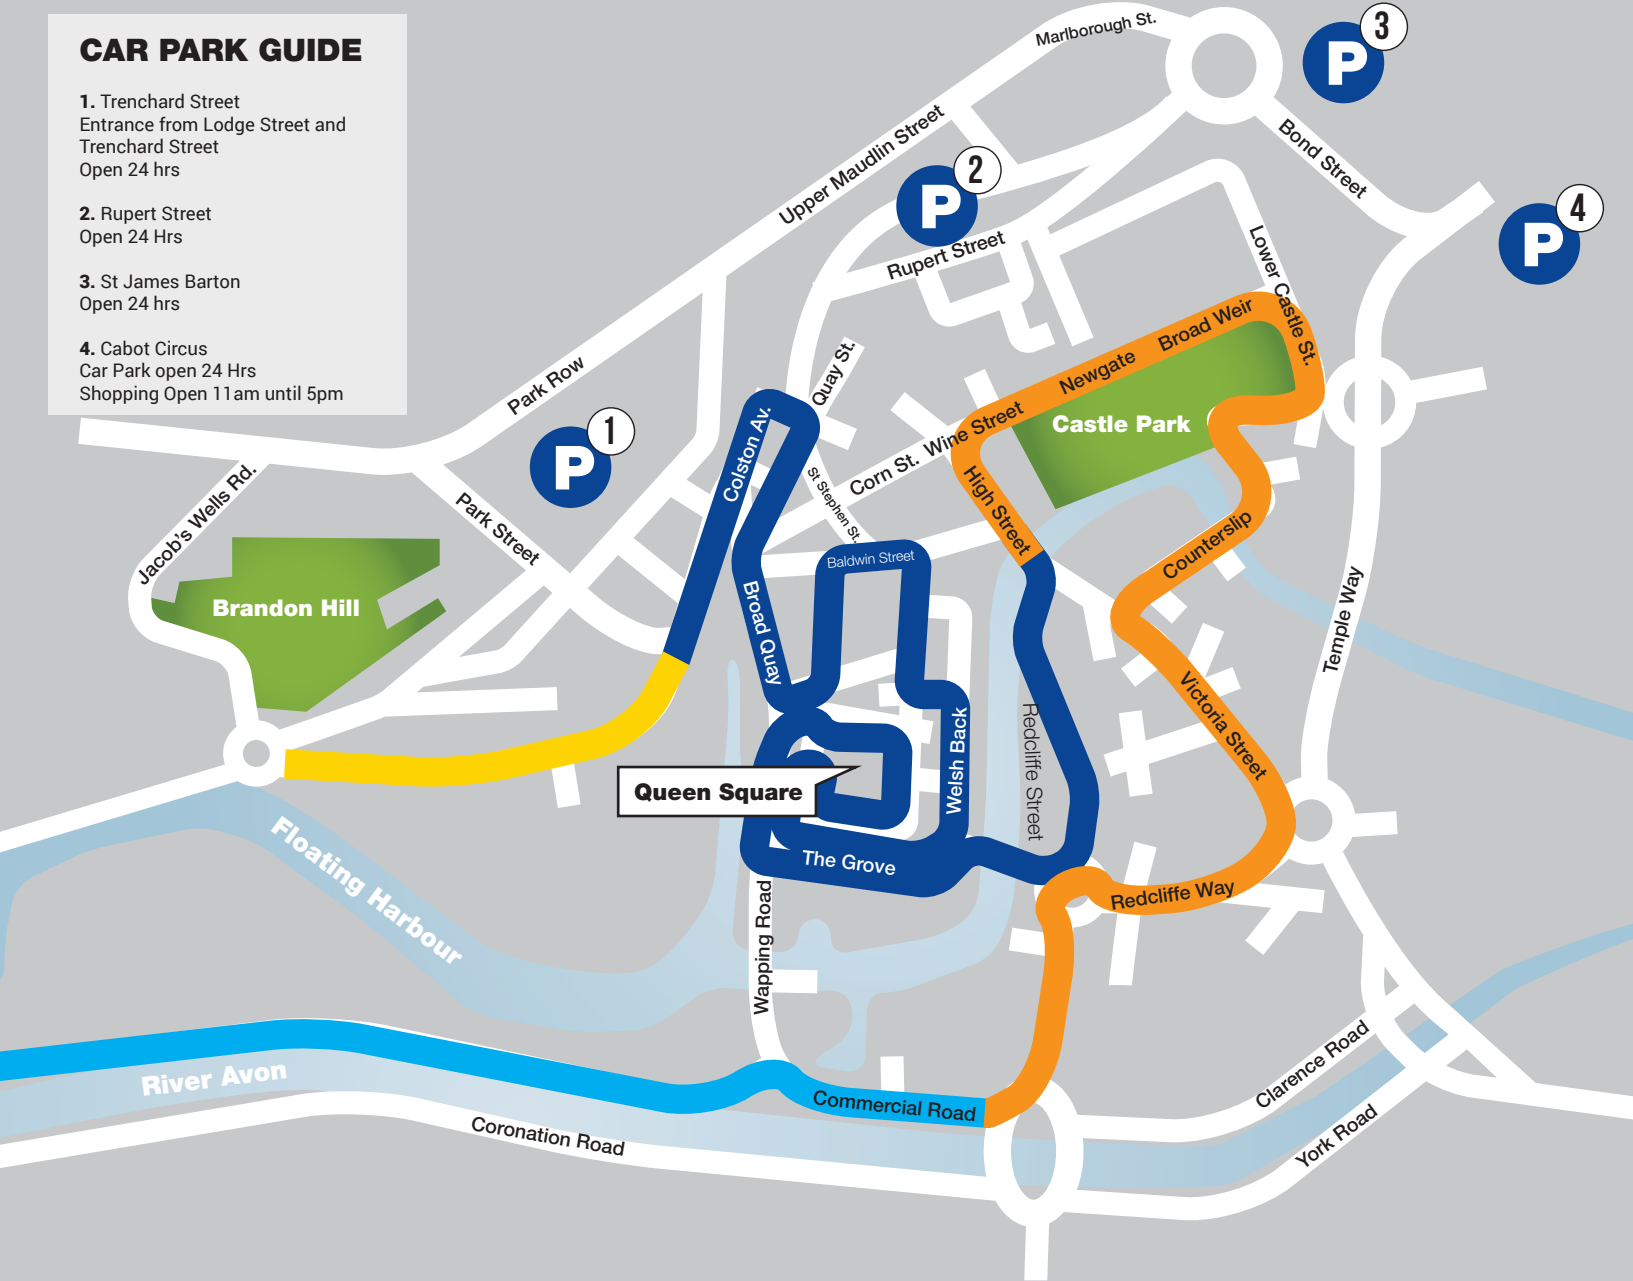 CAR PARK GUIDE
1. Trenchard Street
Entrance from Lodge Street and
Trenchard Street
Open 24 hrs
2. Rupert Street
Open 24 Hrs
3. St James Barton
Open 24 hrs
4. Cabot Circus
Car Park open 24 Hrs
Shopping Open 11am until 5pm
Marlborough St.
P 3
Bond Street
Upper Maudlin Street
P 2
P 4
Rupert Street
Lower Castle St.
Broad Weir
Newgate
Quay St.
Park Row
Castle Park
Wine Street
Corn St.
P 1
Colston Av.
St Stephen St.
High Street
Jacob's Wells Rd.
Park Street
Counterslip
Baldwin Street
Brandon Hill
Broad Quay
Temple Way
Victoria Street
Redcliffe Street
Welsh Back
Queen Square
The Grove
Redcliffe Way
Floating Harbour
Wapping Road
River Avon
Commercial Road
Clarence Road
Coronation Road
York Road